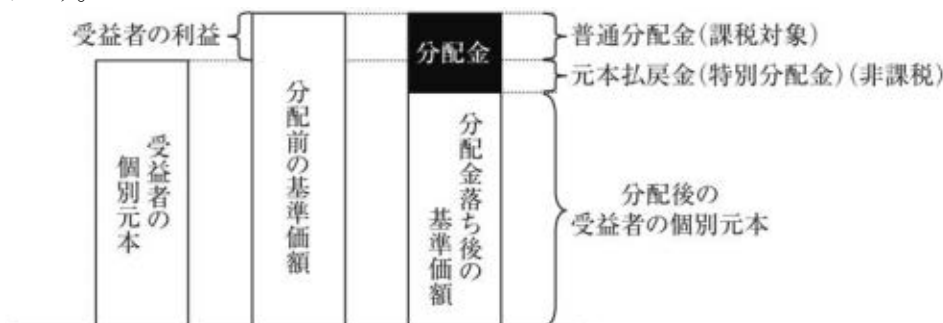 す。
受益者の利益
受益者の
個別元本
分配前の基準価額
分配金
分配金落ち後の
基準価額
普通分配金(課税対象)
元本払戻金(特別分配金)(非課税)
分配後の
受益者の個別元本